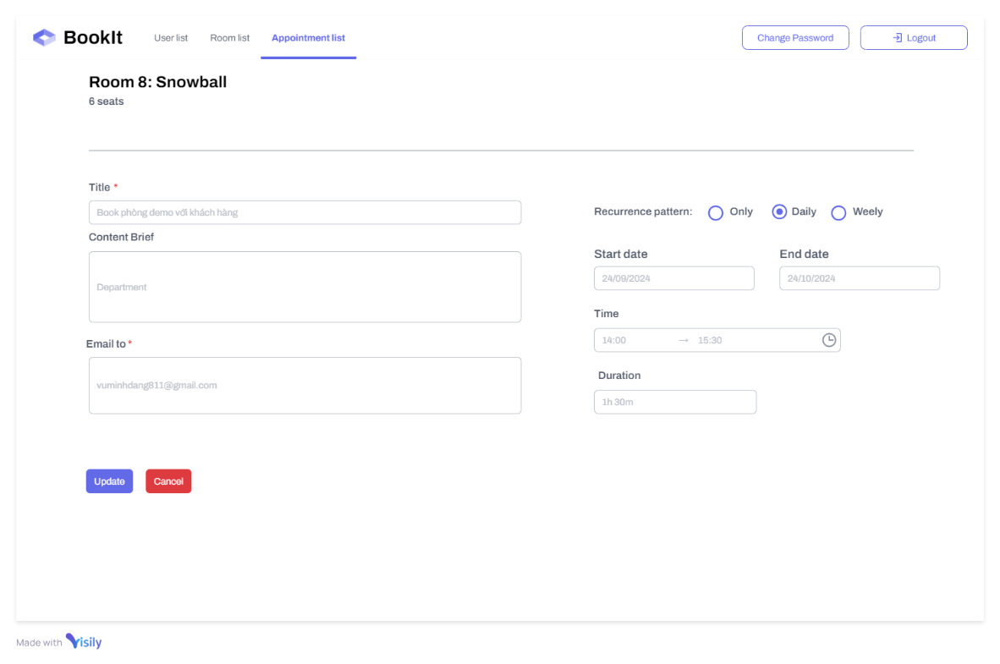 BookIt User list Room list Appointment list Change Password Logout
Room 8: Snowball
6 seats
Title *
Book phòng demo với khách hàng
Content Brief
Department
Email to *
vuminhdang811@gmail.com
Update Cancel
Recurrence pattern: Only Daily Weely
Start date End date
24/09/2024 24/10/2024
Time
14:00 → 15:30
Duration
1h 30m
Made with Visily